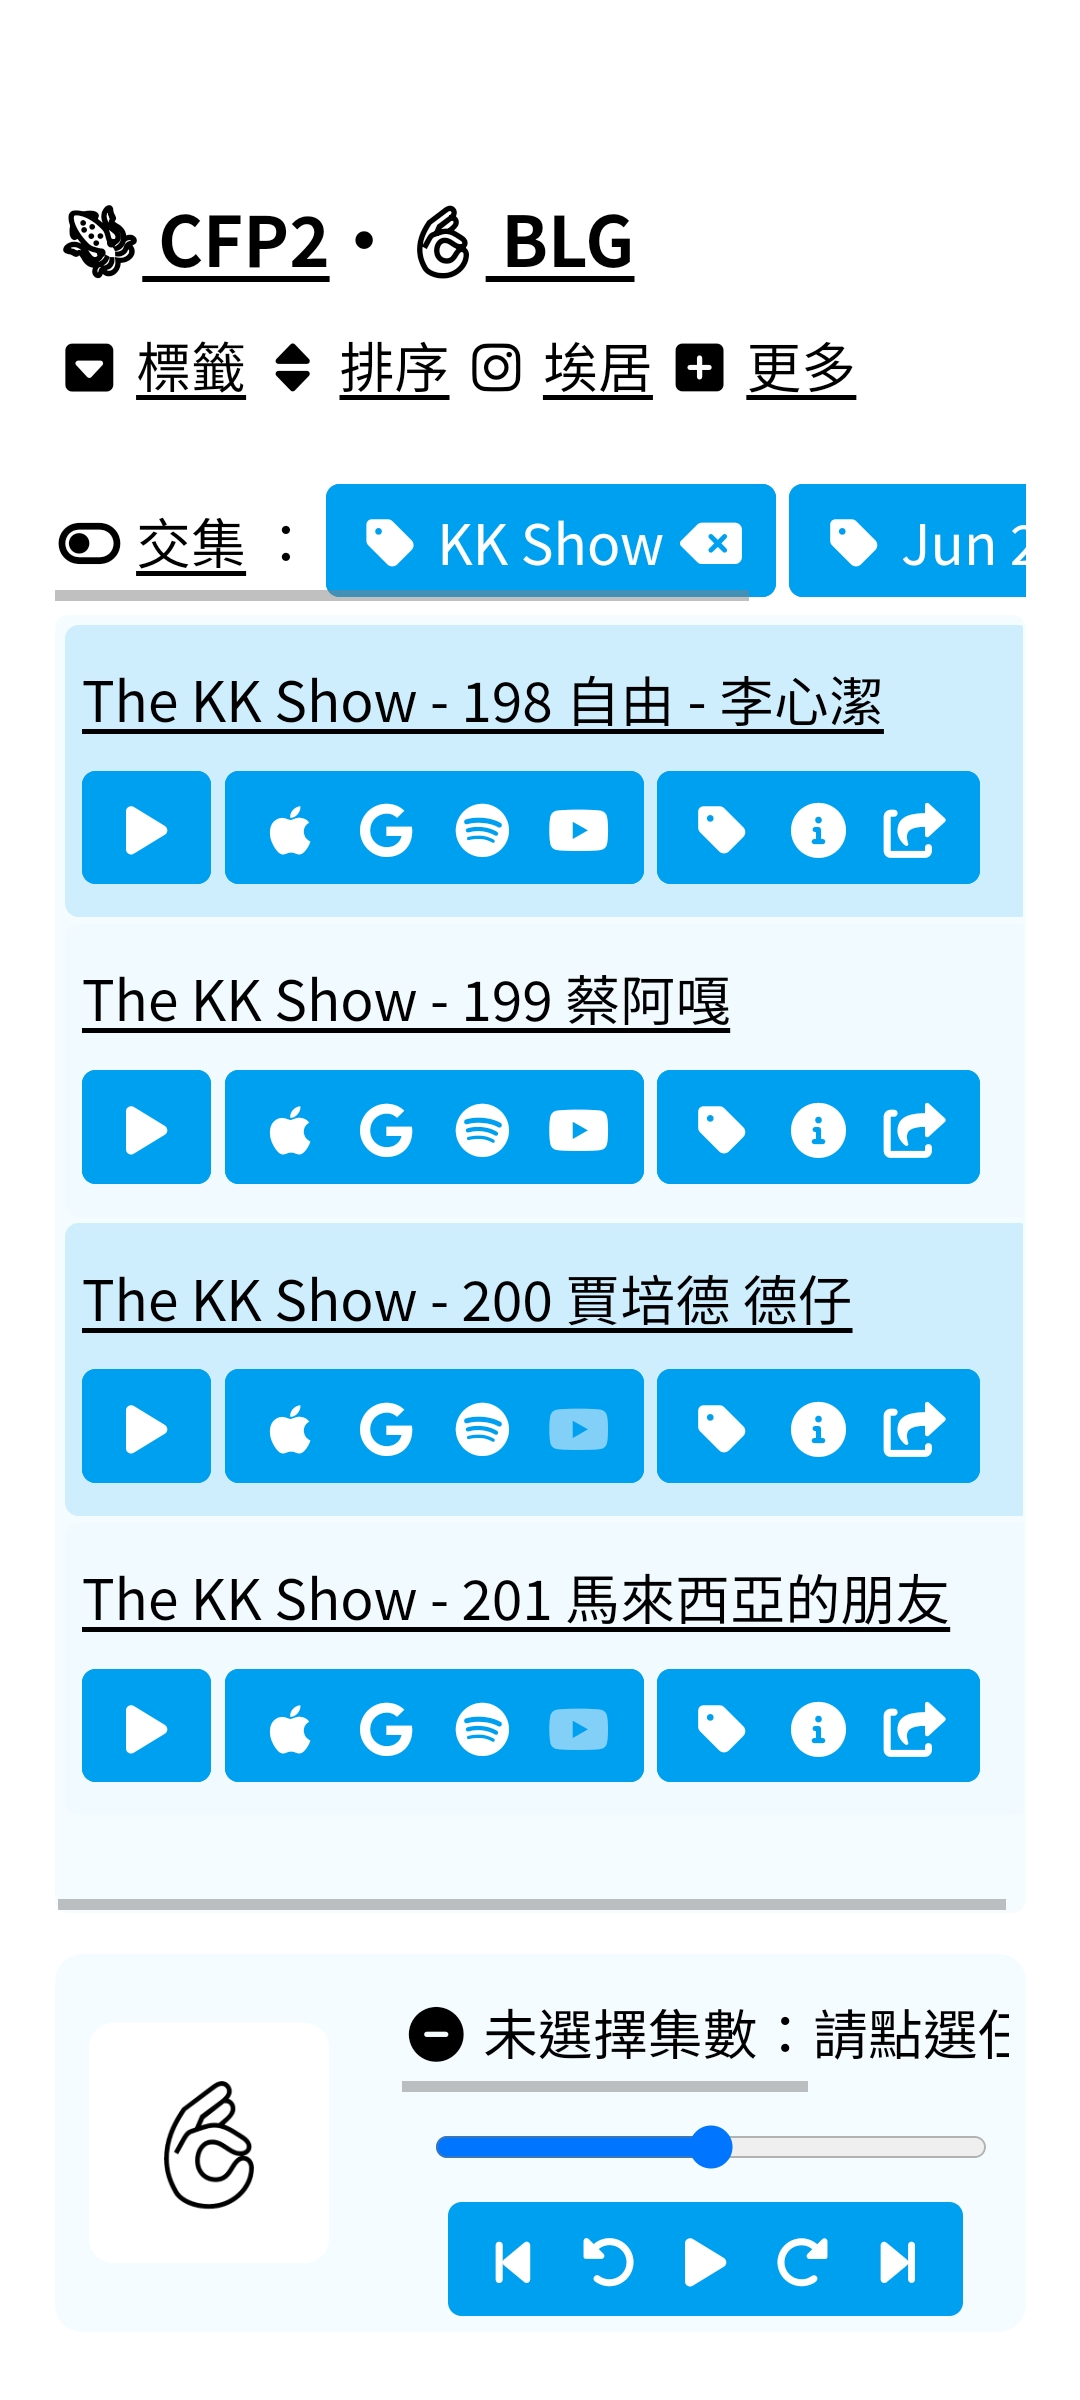 CFP2・ BLG
標籤 排序 埃居 更多
交集 ： KK Show Jun 2
The KK Show - 198 自由 - 李心潔
The KK Show - 199 蔡阿嘎
The KK Show - 200 賈培德 德仔
The KK Show - 201 馬來西亞的朋友
未選擇集數：請點選任